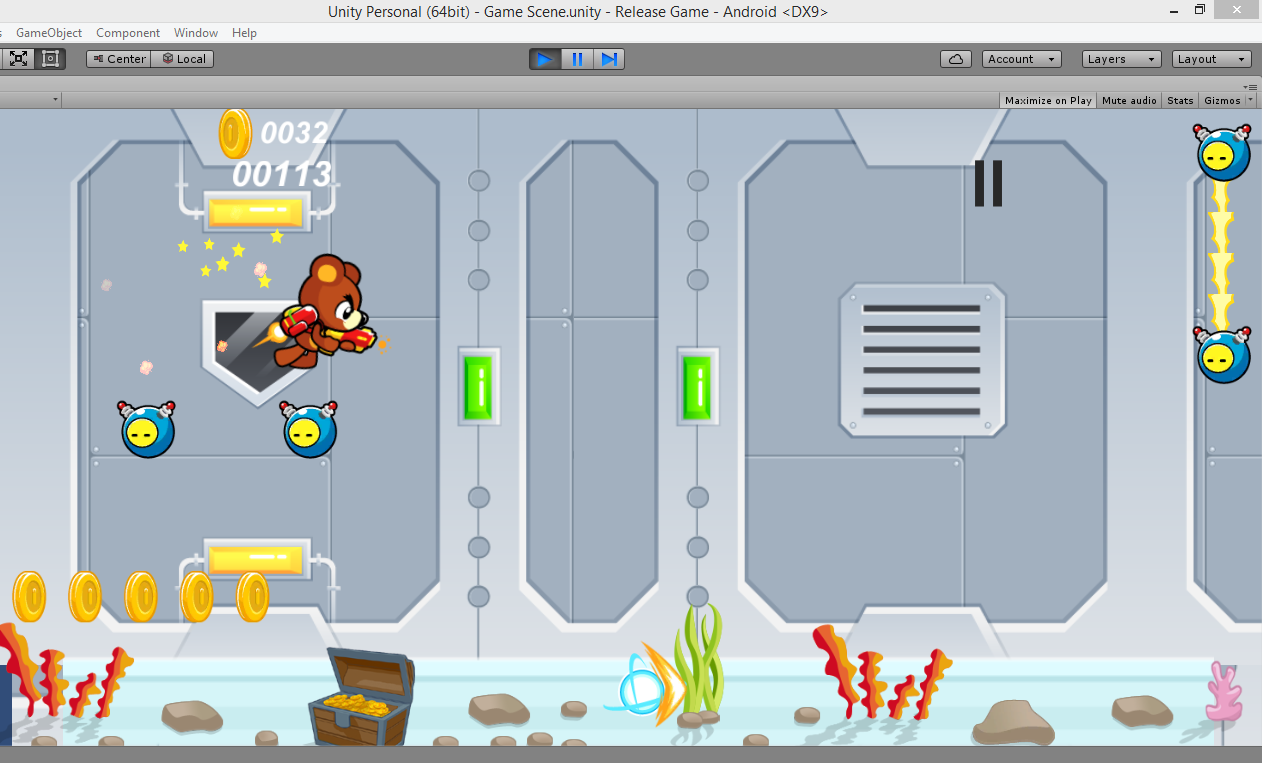 Unity Personal (64bit) - Game Scene.unity - Release Game - Android <DX9>
s GameObject Component Window Help
Center Local Account Layers Layout
Maximize on Play Mute audio Stats Gizmos
0032
00113